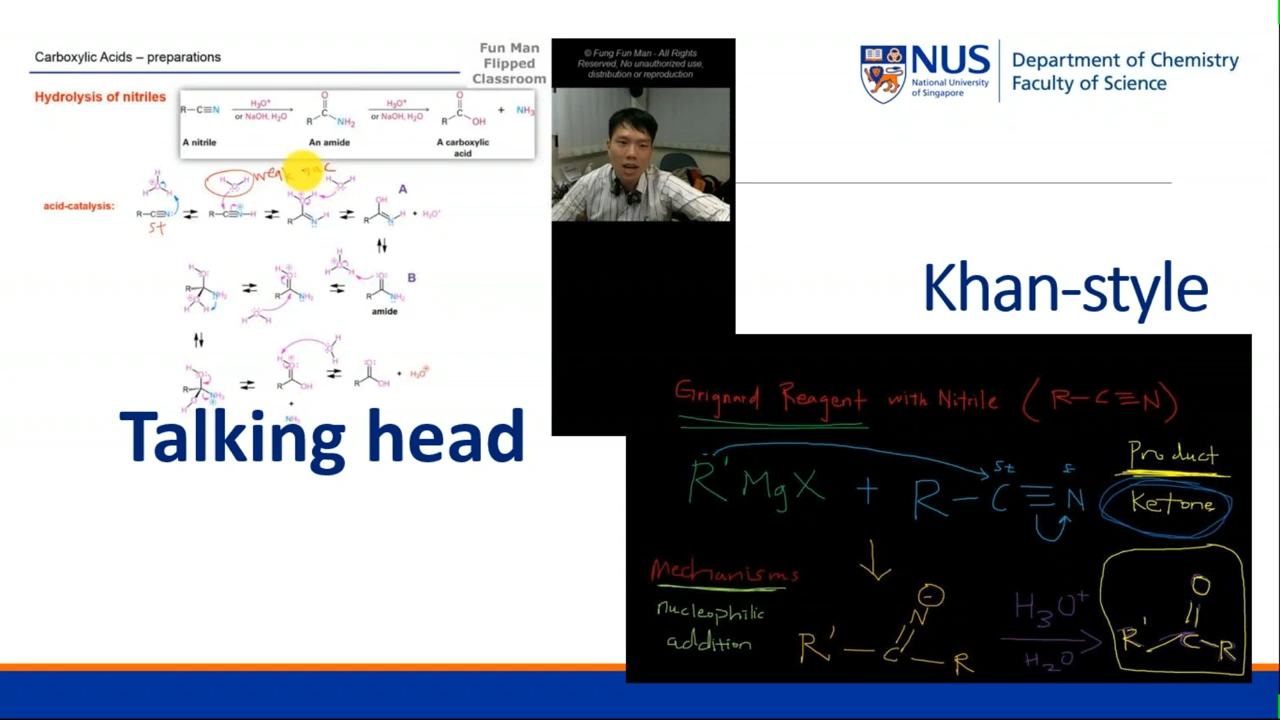 Carboxylic Acids – preparations
Fun Man
Flipped
Classroom
Hydrolysis of nitriles
R—C≡N
H₃O⁺
or NaOH, H₂O
O
R
NH₂
H₃O⁺
or NaOH, H₂O
O
R
OH
+ NH₃
A nitrile
An amide
A carboxylic
acid
weak nuc
acid-catalysis:
A
B
amide
© Fung Fun Man - All Rights
Reserved, No unauthorized use,
distribution or reproduction
NUS
National University
of Singapore
Department of Chemistry
Faculty of Science
Talking head
Khan-style
Grignard Reagent with Nitrile (R—C≡N)
R'MgX + R—C≡N
Product
Ketone
Mechanisms
nucleophilic
addition
R'—C—R
N
H₃O⁺
H₂O
O
R' C R